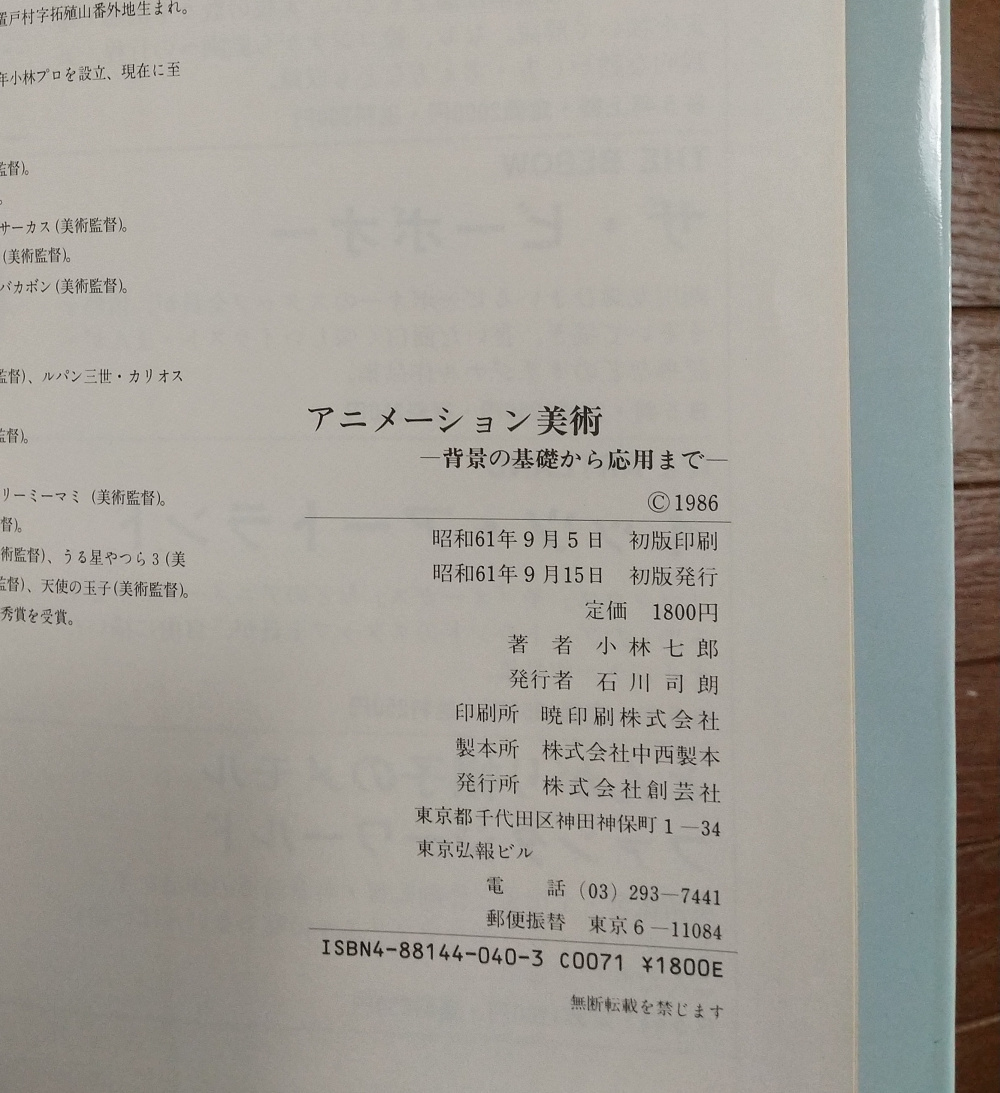 置戸村字拓殖山番外地生まれ。
年小林プロを設立、現在に至
監督)。
。
サーカス(美術監督)。
(美術監督)。
バカボン(美術監督)。
監督)、ルパン三世・カリオス
監督)。
リーミーマミ (美術監督)。
督)。
術監督)、うる星やつら3(美
監督)、天使の玉子(美術監督)。
秀賞を受賞。
アニメーション美術
―背景の基礎から応用まで―
©1986
昭和61年9月5日 初版印刷
昭和61年9月15日 初版発行
定価 1800円
著 者 小林七郎
発行者 石川司朗
印刷所 暁印刷株式会社
製本所 株式会社中西製本
発行所 株式会社創芸社
東京都千代田区神田神保町1―34
東京弘報ビル
電 話 (03) 293―7441
郵便振替 東京6―11084
ISBN4-88144-040-3 C0071 ¥1800E
無断転載を禁じます